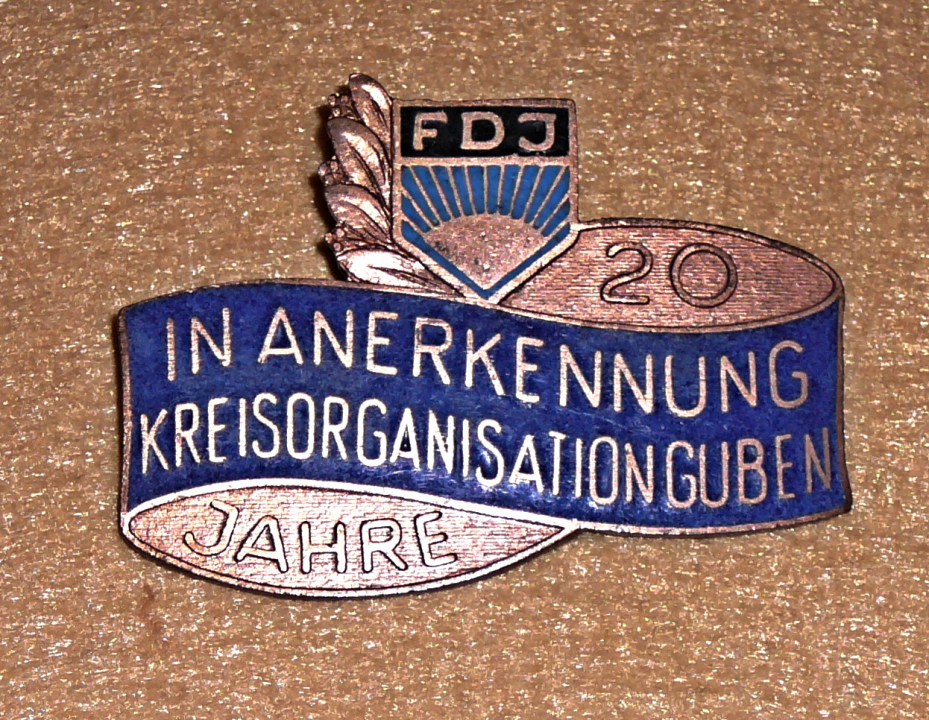 FDJ
20
IN ANERKENNUNG
KREISORGANISATION GUBEN
JAHRE